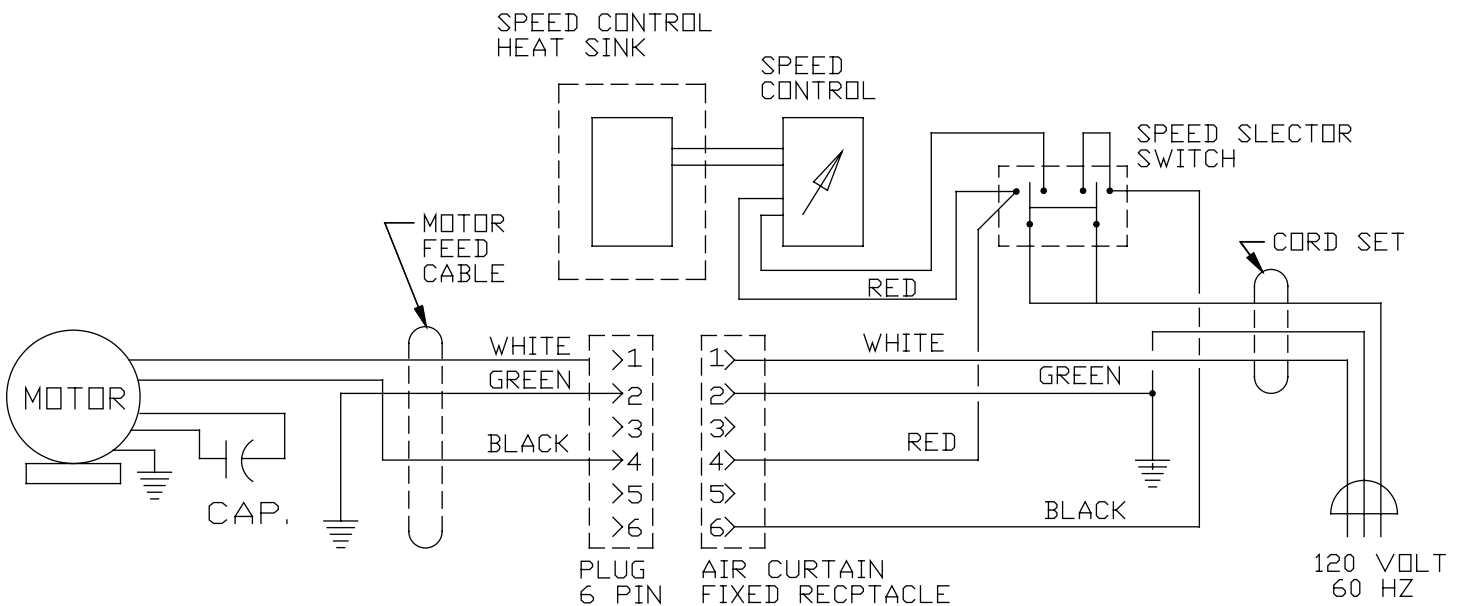 SPEED CONTROL
HEAT SINK
SPEED
CONTROL
SPEED SLECTOR
SWITCH
MOTOR
FEED
CABLE
CORD SET
RED
WHITE
GREEN
BLACK
1
2
3
4
5
6
1
2
3
4
5
6
WHITE
GREEN
RED
BLACK
MOTOR
CAP.
PLUG
6 PIN
AIR CURTAIN
FIXED RECPTACLE
120 VOLT
60 HZ